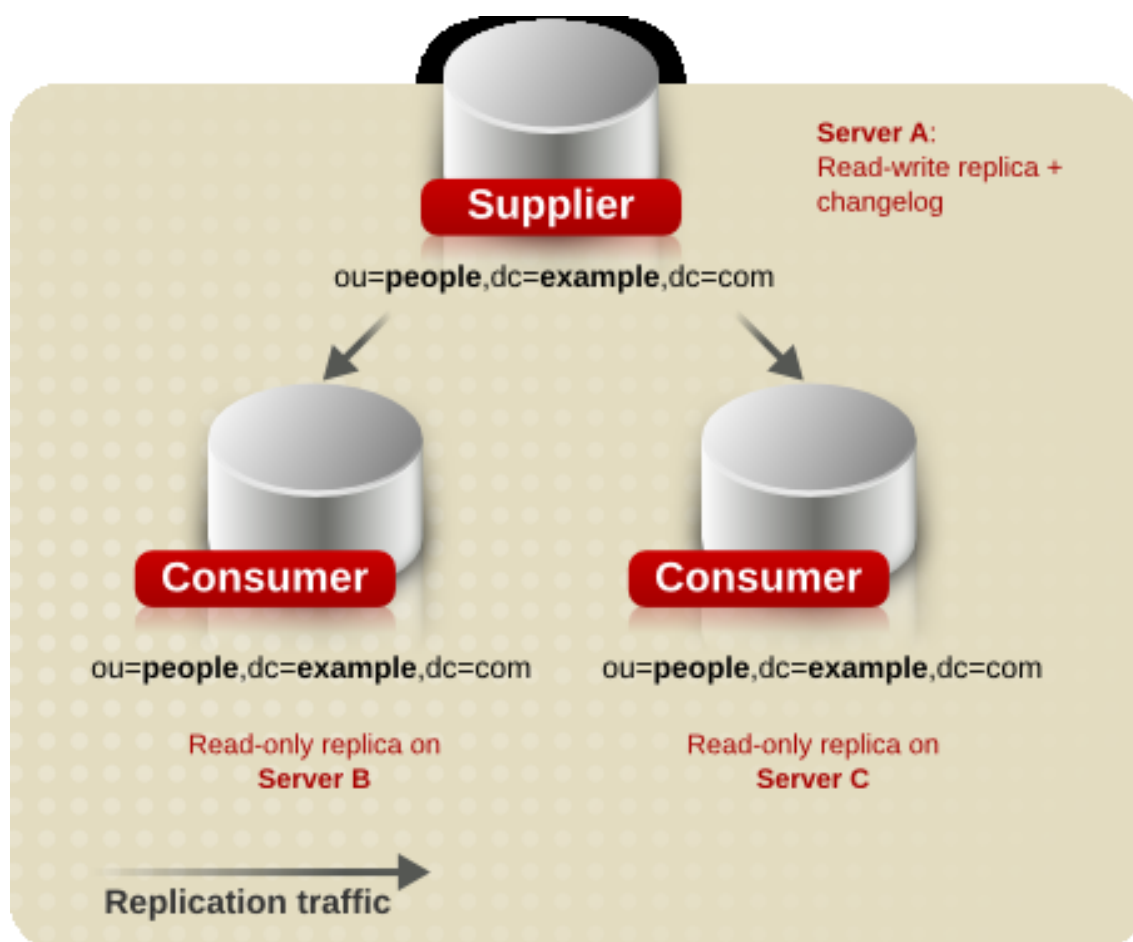 Server A:
Read-write replica +
changelog
Supplier
ou=people,dc=example,dc=com
Consumer
Consumer
ou=people,dc=example,dc=com
ou=people,dc=example,dc=com
Read-only replica on
Server B
Read-only replica on
Server C
Replication traffic